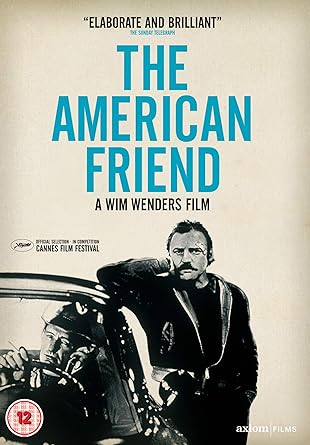 "ELABORATE AND BRILLIANT"
THE SUNDAY TELEGRAPH
THE
AMERICAN
FRIEND
A WIM WENDERS FILM
OFFICIAL SELECTION - IN COMPETITION
CANNES FILM FESTIVAL
12
axiom FILMS